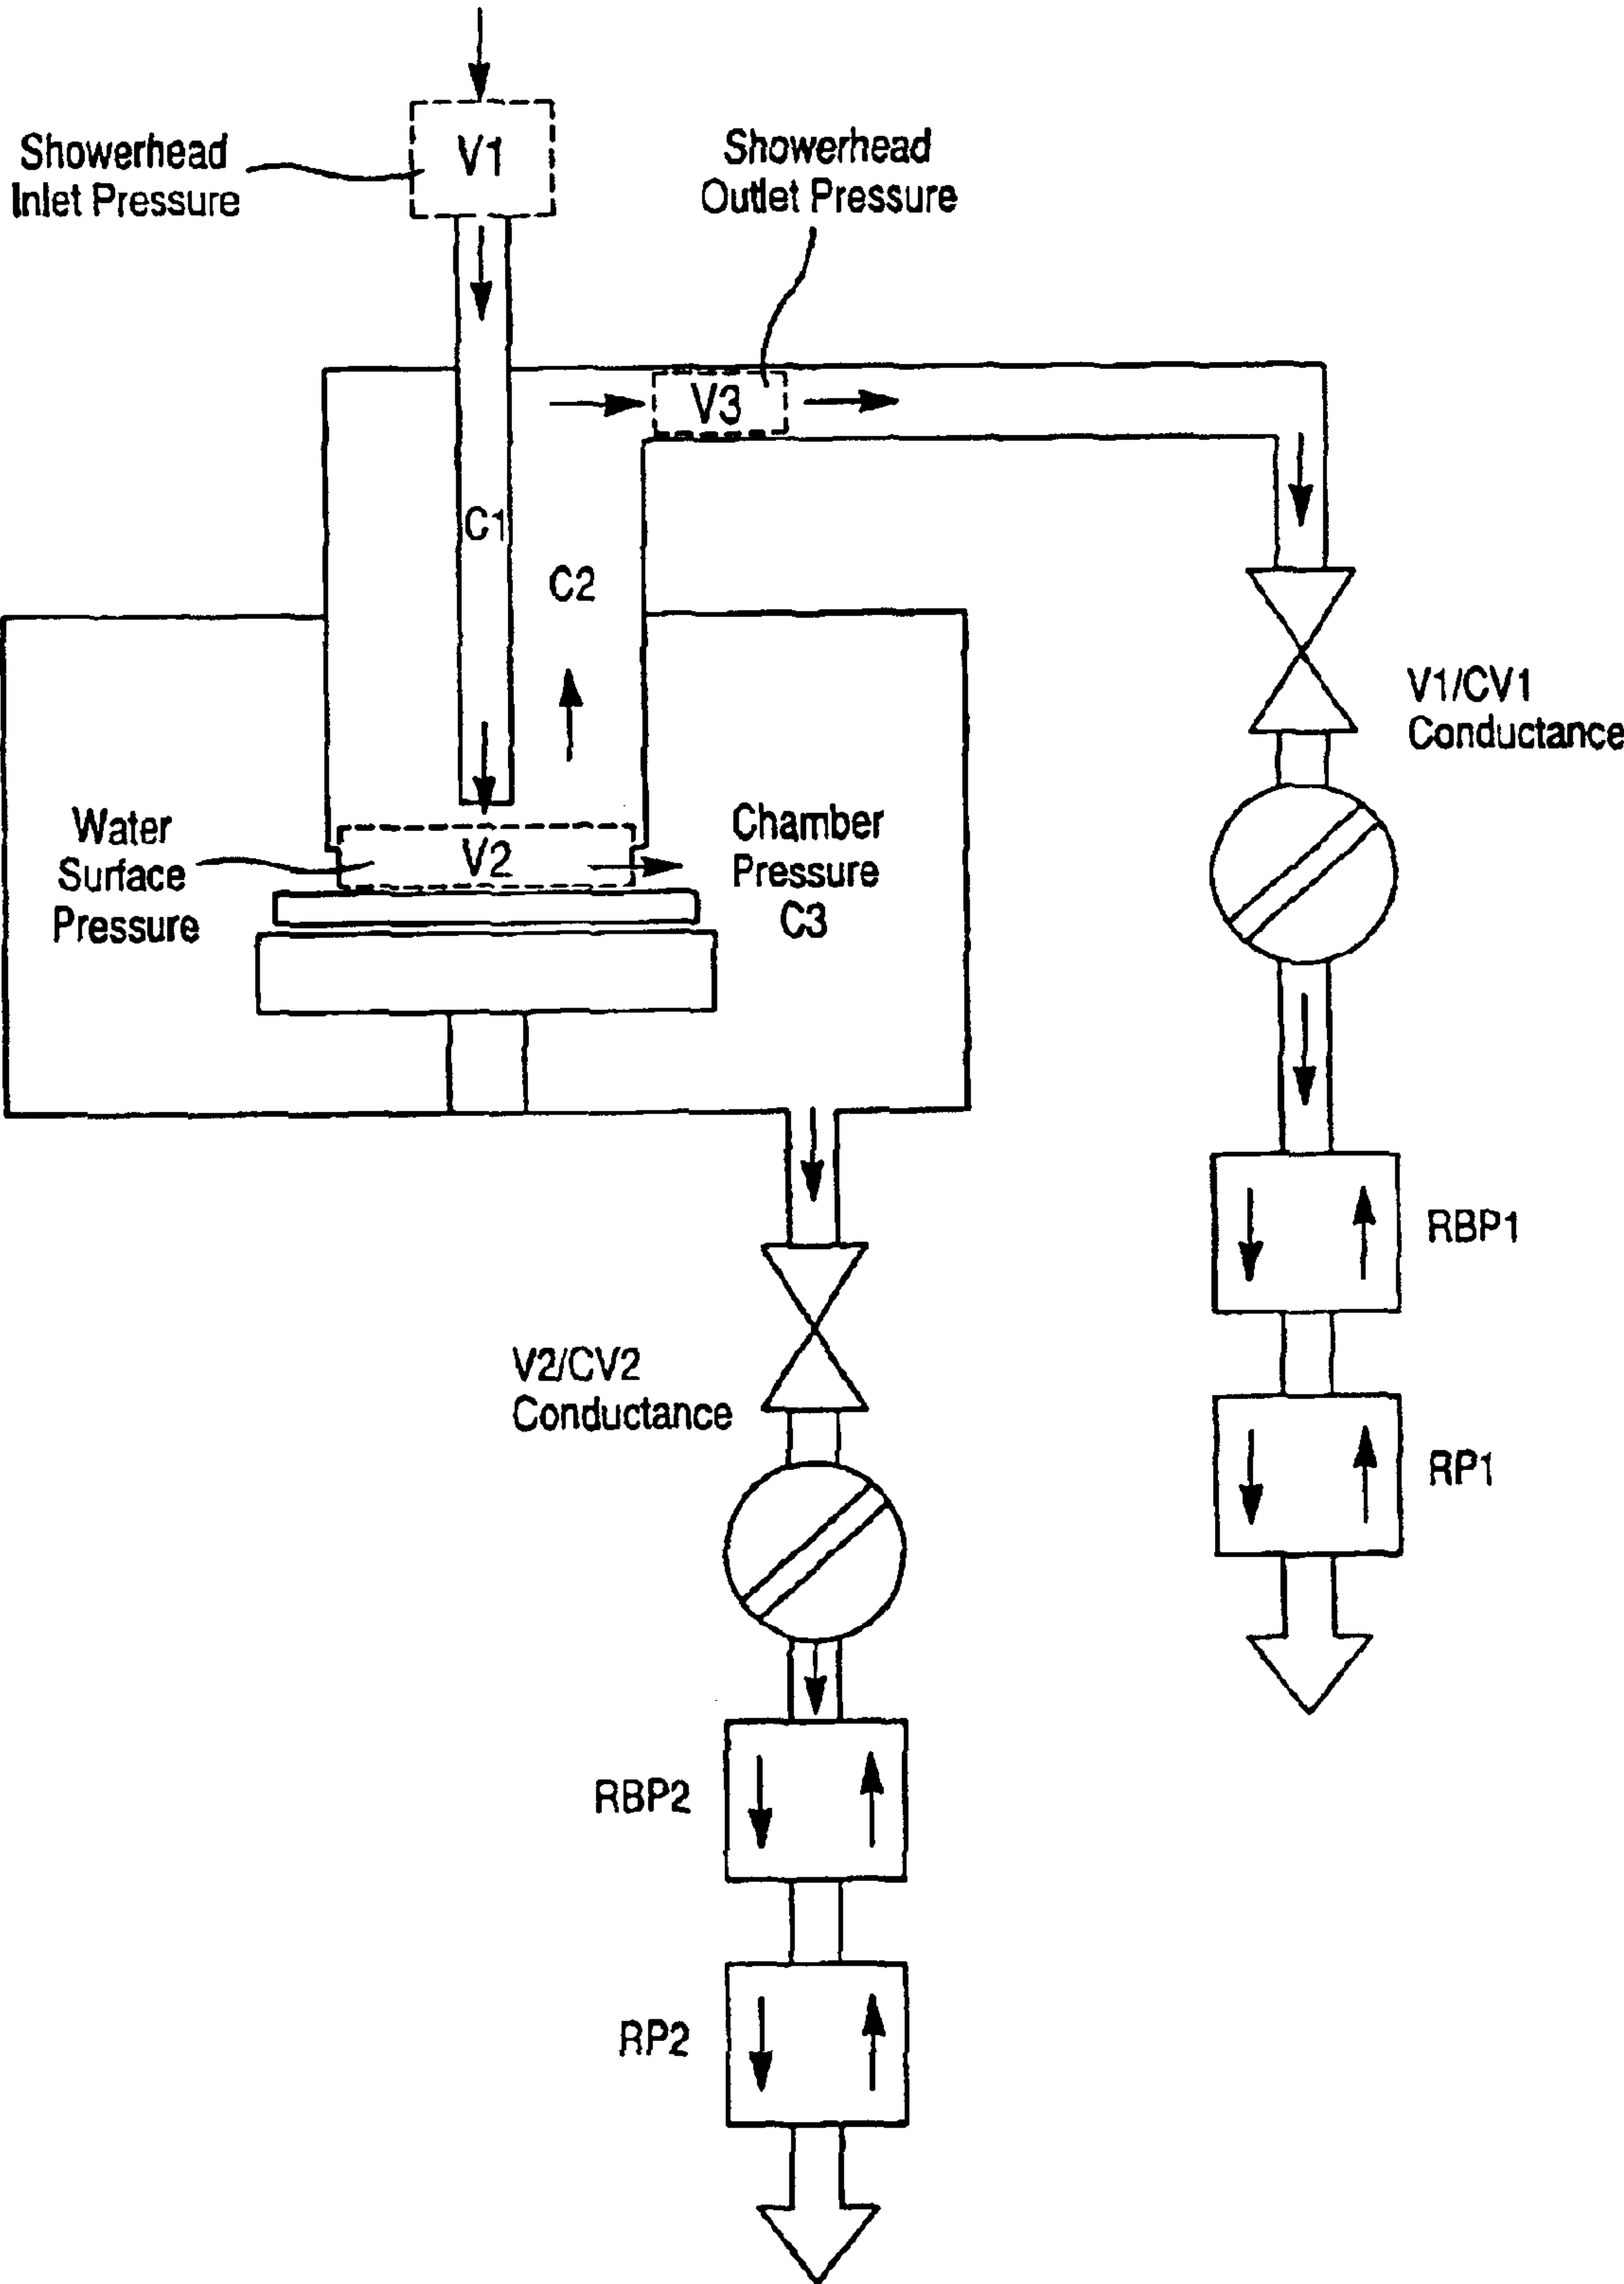 Showerhead
Inlet Pressure
V1
Showerhead
Outlet Pressure
V3
C1
C2
V1/CV1
Conductance
Water
Surface
Pressure
V2
Chamber
Pressure
C3
RBP1
V2/CV2
Conductance
RP1
RBP2
RP2